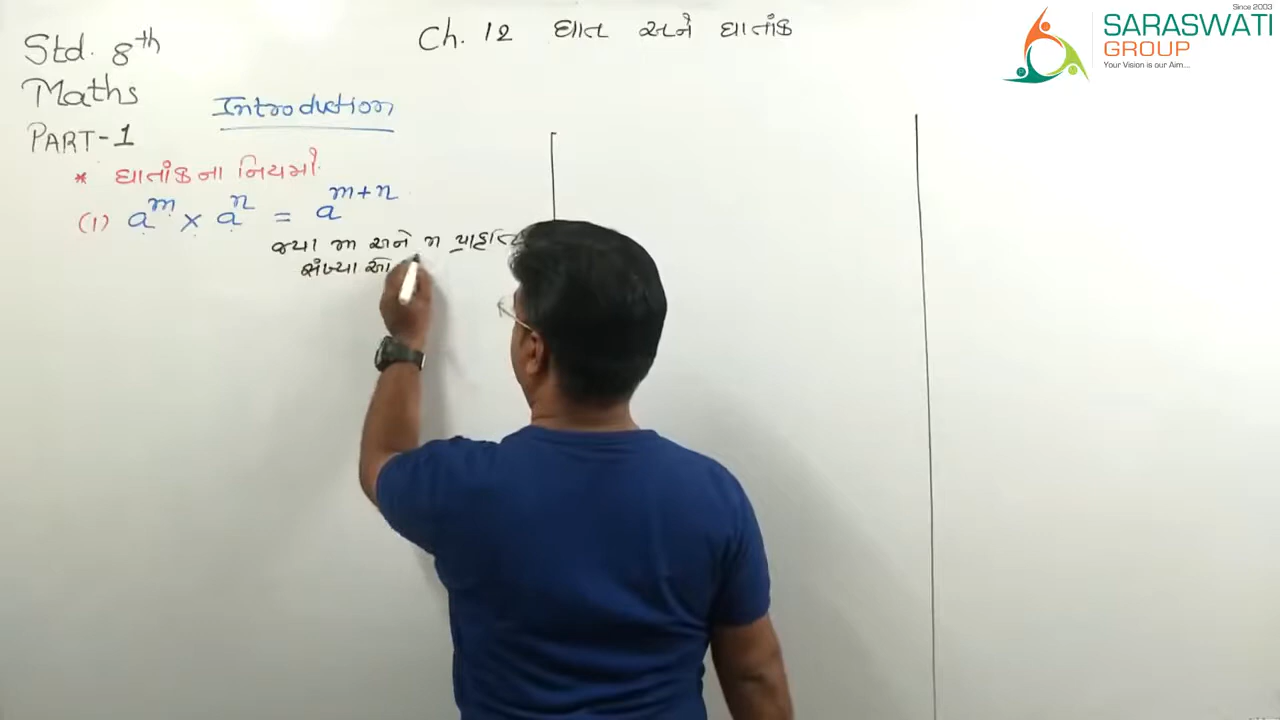 Std. 8th
Maths
PART-1
Ch. 12 ઘાત અને ઘાતાંક
Since 2003
SARASWATI
GROUP
Your Vision is our Aim...
Introduction
* ઘાતાંકના નિયમો
(1) a^m × a^n = a^m+n
જ્યા m અને n
સંખ્યા